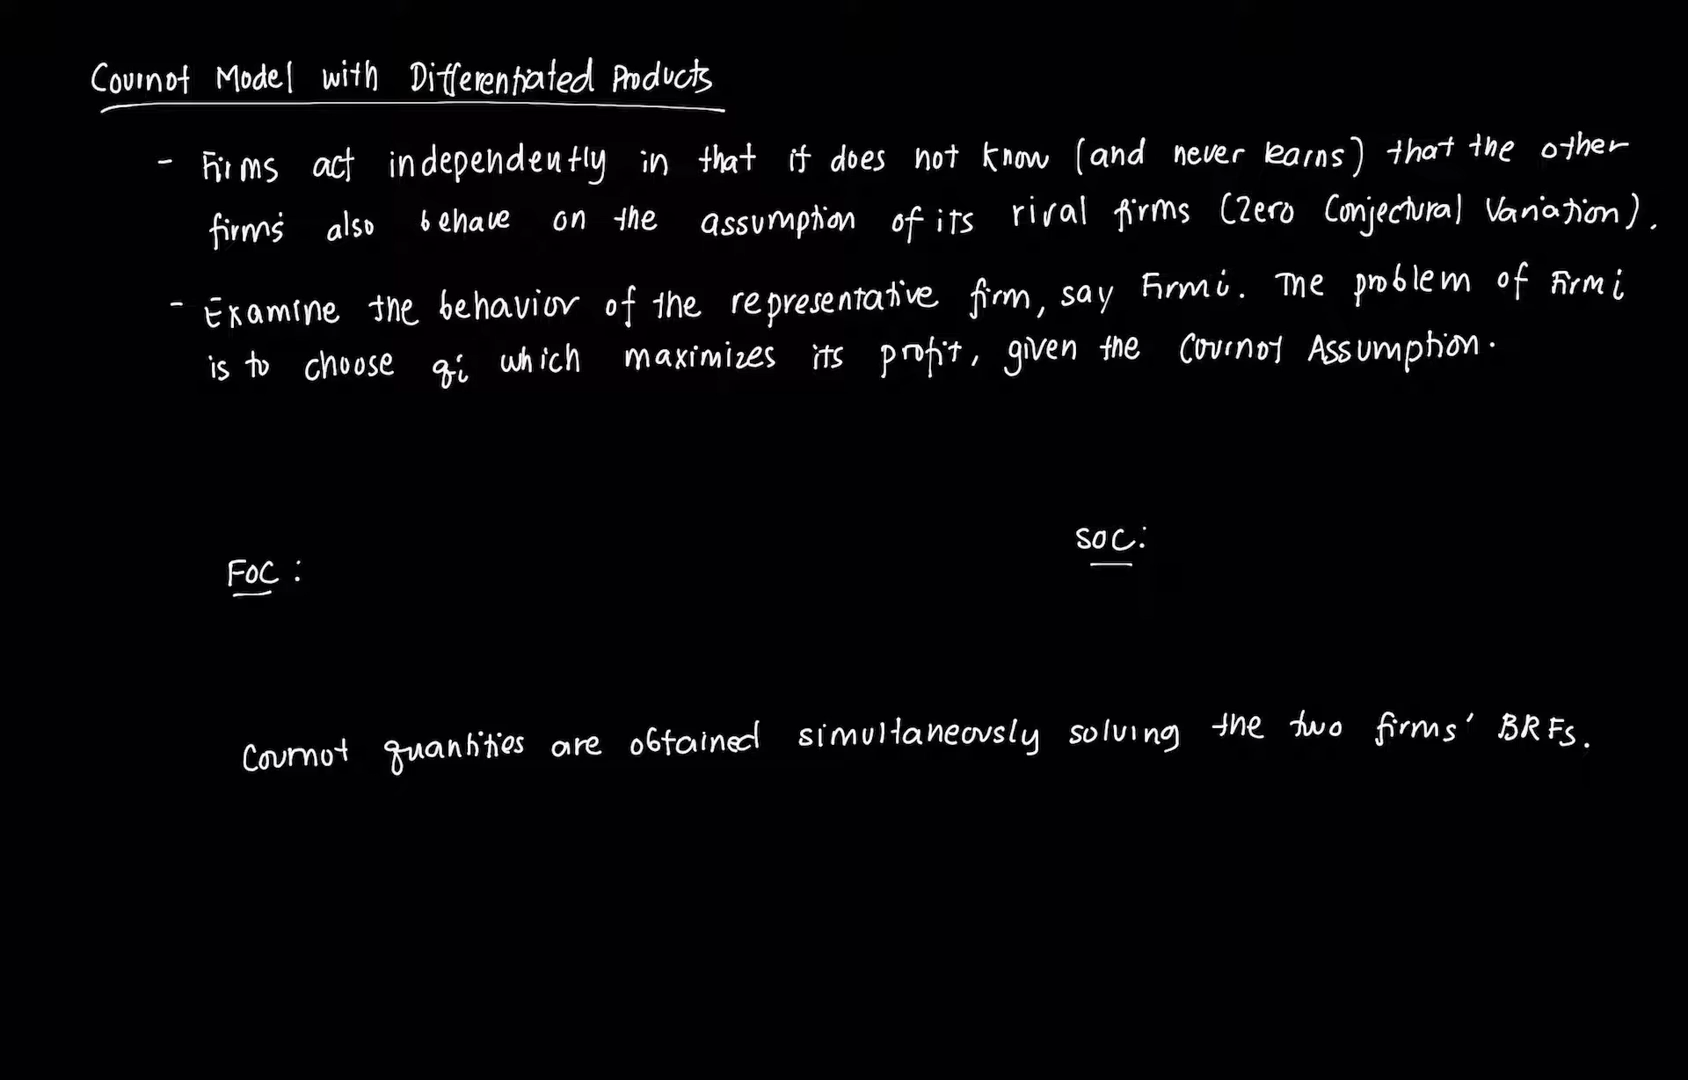 Cournot Model with Differentiated Products
- Firms act independently in that it does not know (and never learns) that the other
firms also behave on the assumption of its rival firms (Zero Conjectural Variation).
- Examine the behavior of the representative firm, say Firm i. The problem of Firm i
is to choose qi which maximizes its profit, given the Cournot Assumption.
SOC:
FOC:
Cournot quantities are obtained simultaneously solving the two firms' BRFs.